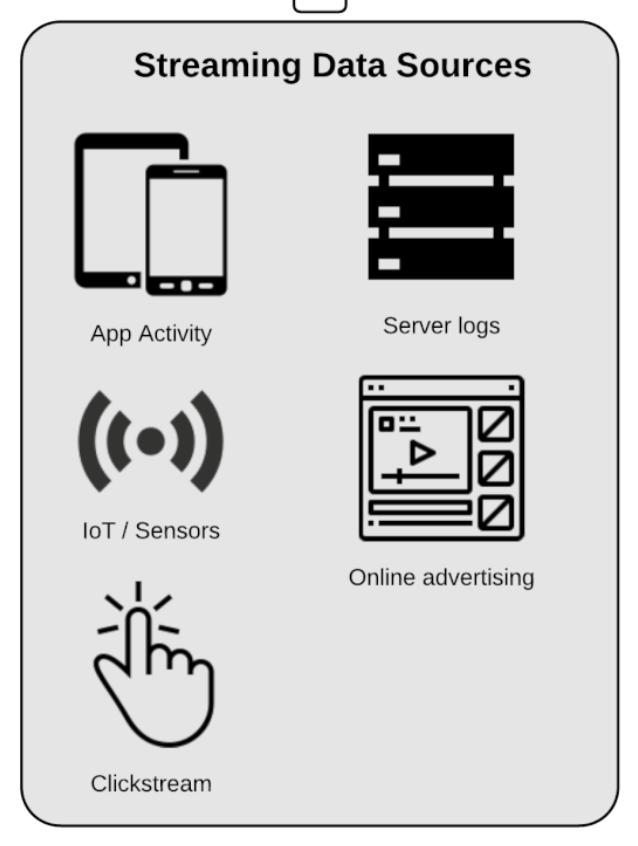 Streaming Data Sources
App Activity
Server logs
IoT / Sensors
Online advertising
Clickstream